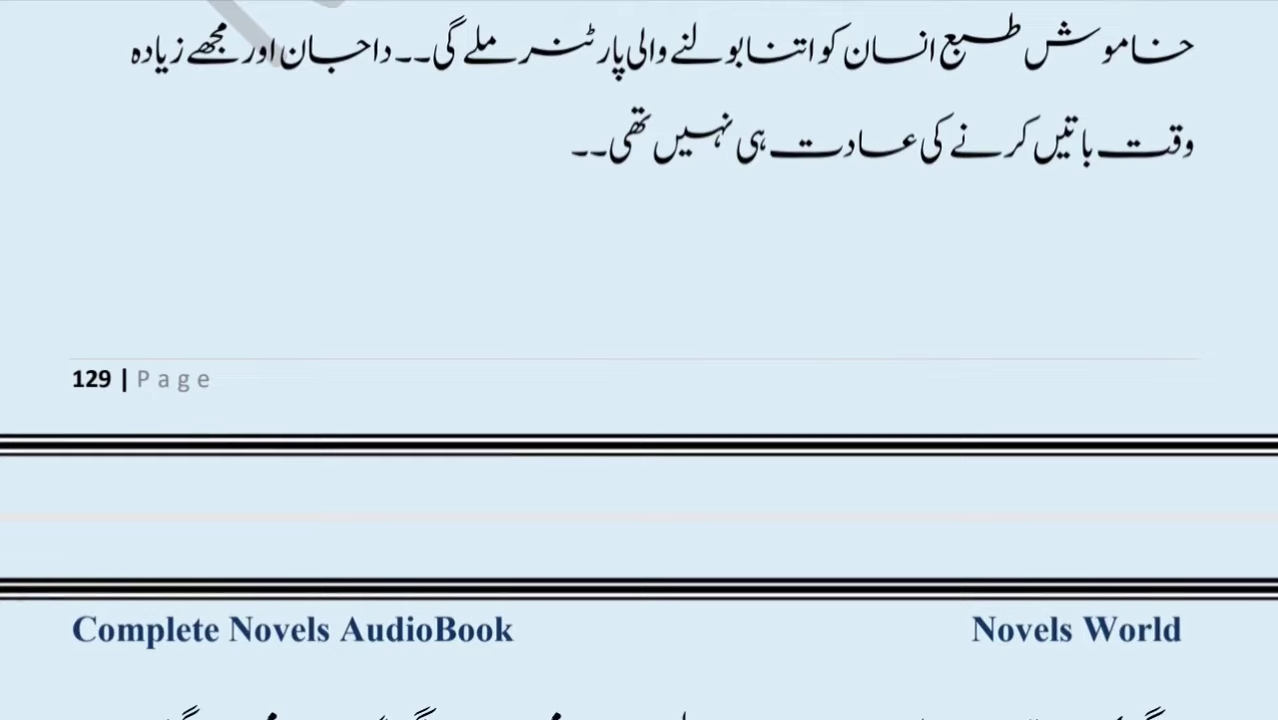 خاموش طبع انسان کو اتنا بولنے والی پارٹنر ملے گی۔۔ داجان اور مجھے زیادہ
وقت باتیں کرنے کی عادت ہی نہیں تھی۔۔
129 | Page
Complete Novels AudioBook Novels World